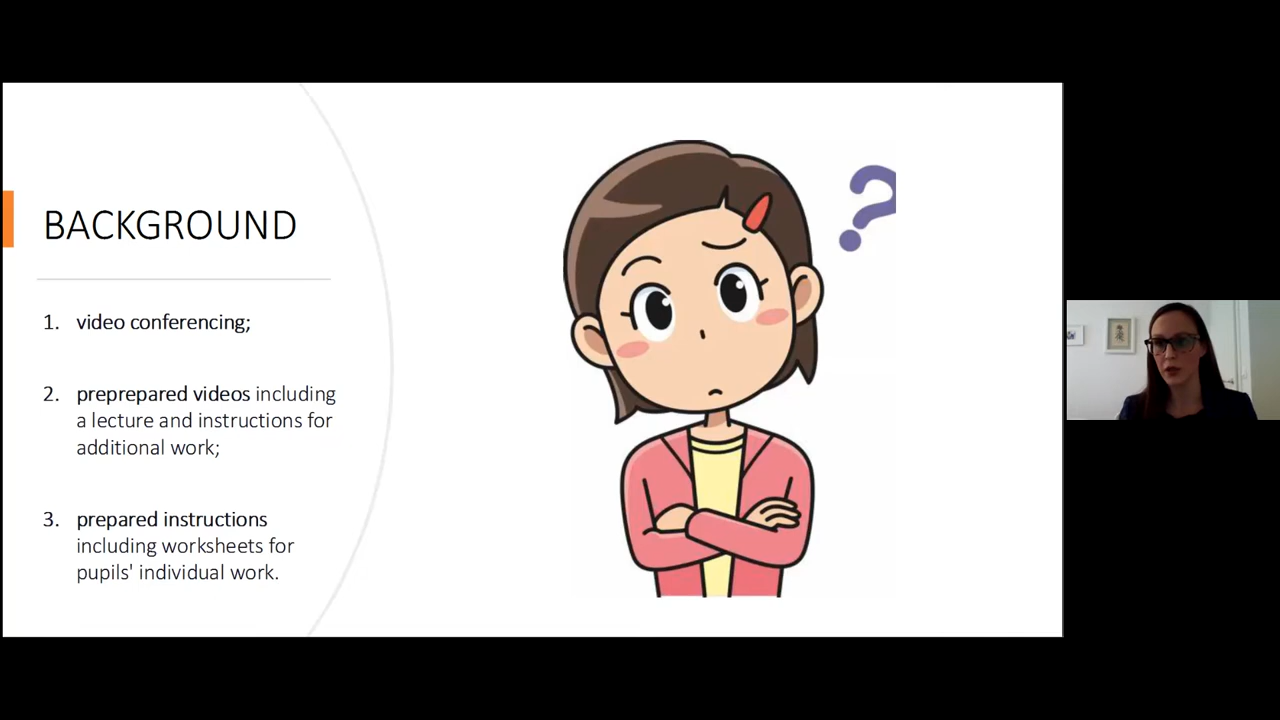 BACKGROUND
1. video conferencing;
2. preprepared videos including
a lecture and instructions for
additional work;
3. prepared instructions
including worksheets for
pupils' individual work.
?